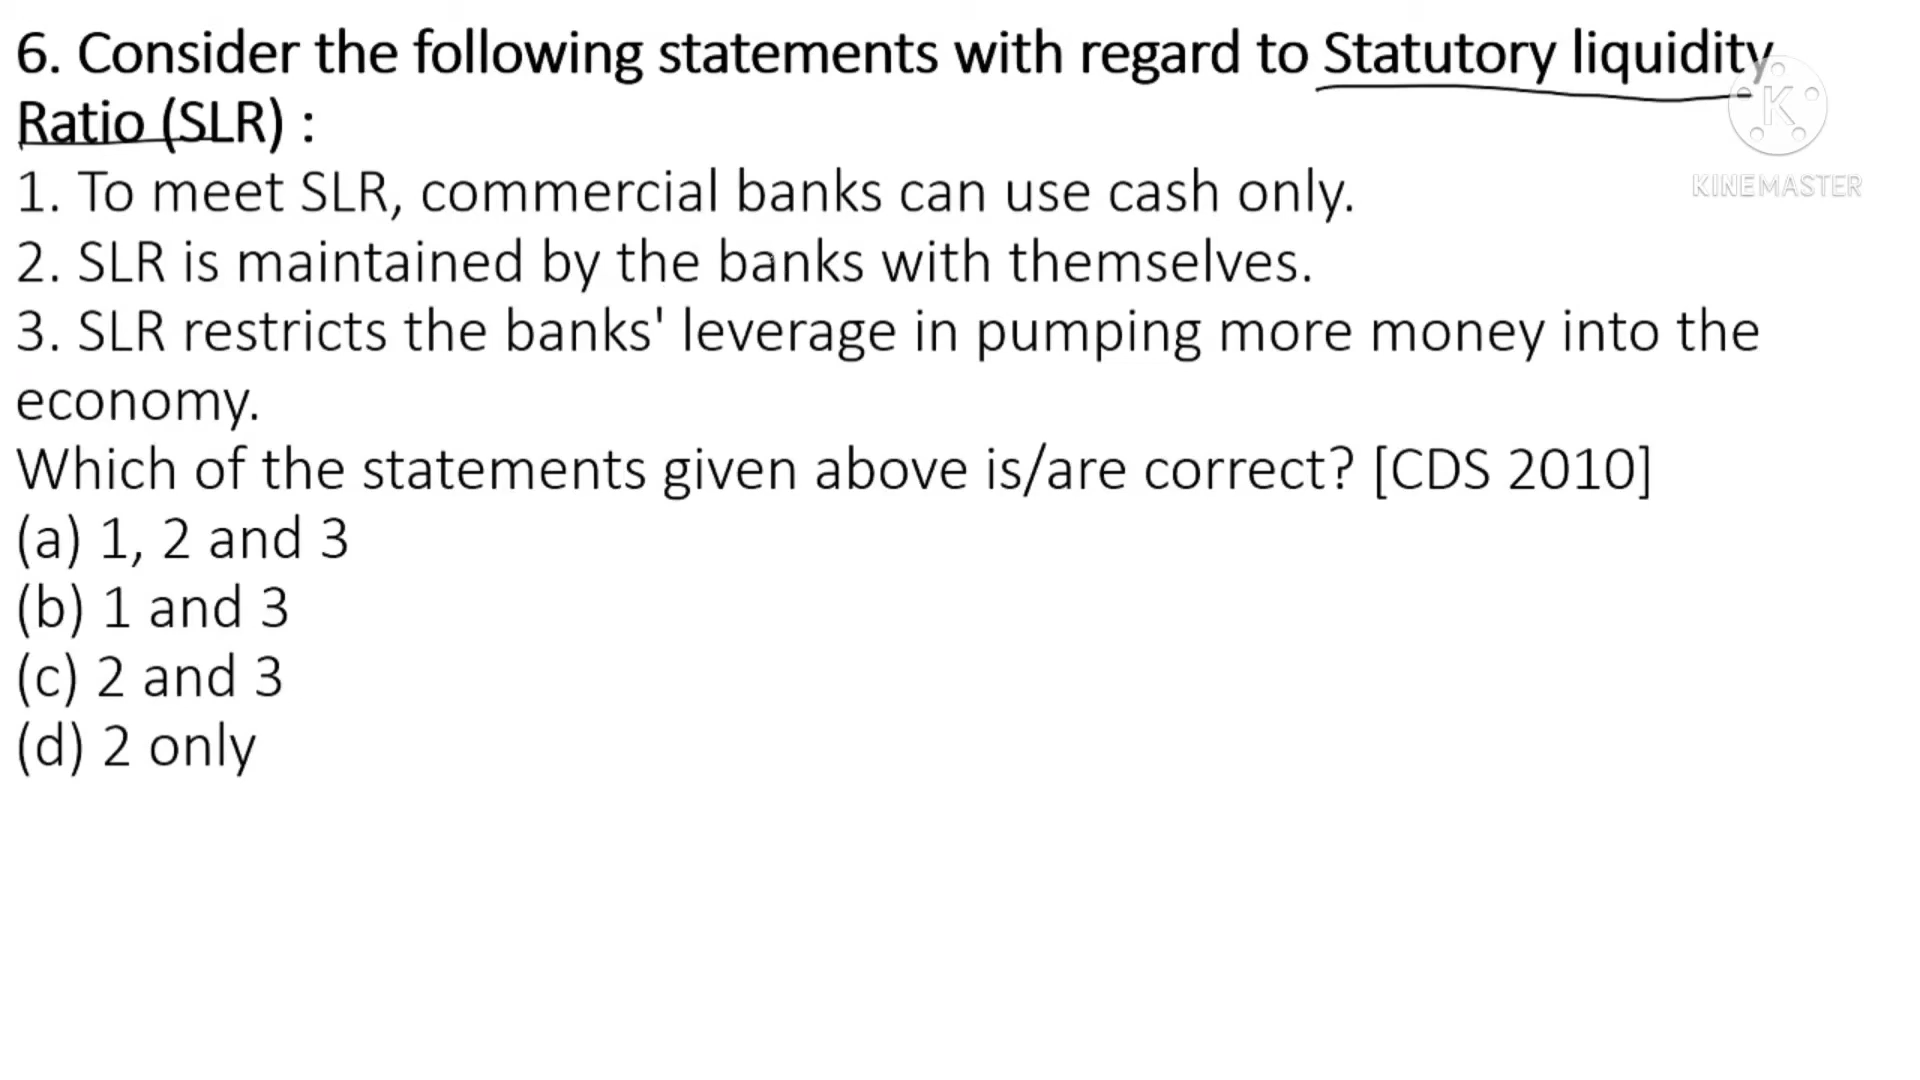 6. Consider the following statements with regard to Statutory liquidity
Ratio (SLR) :
1. To meet SLR, commercial banks can use cash only.
2. SLR is maintained by the banks with themselves.
3. SLR restricts the banks' leverage in pumping more money into the
economy.
Which of the statements given above is/are correct? [CDS 2010]
(a) 1, 2 and 3
(b) 1 and 3
(c) 2 and 3
(d) 2 only
K
KINEMASTER